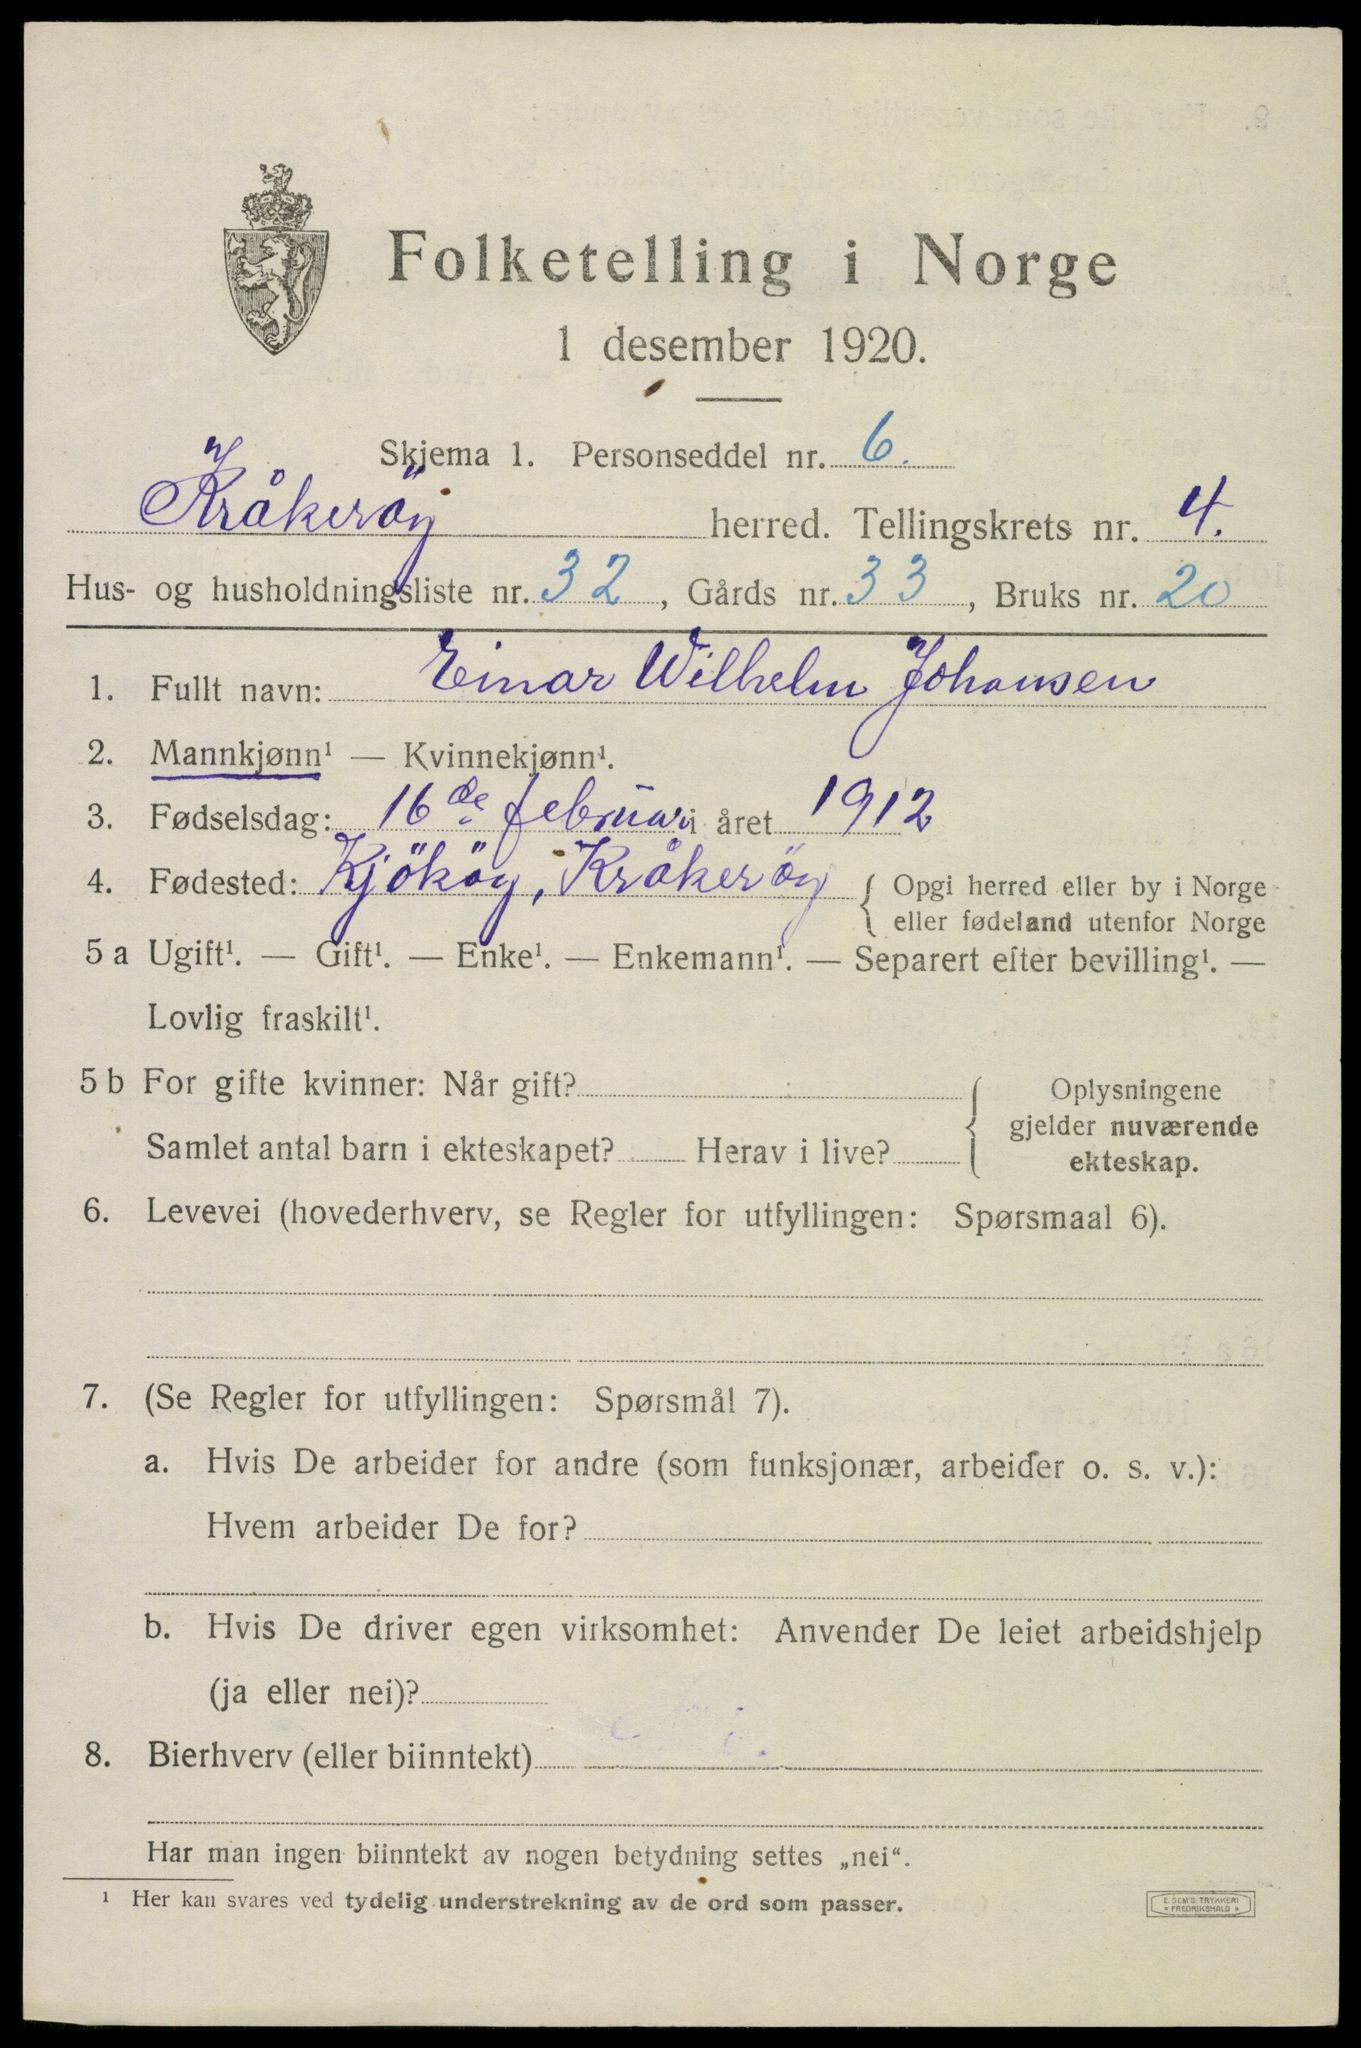 Folketelling i Norge
1 desember 1920.
Skjema 1. Personseddel nr. 6.
Kråkeröy herred. Tellingskrets nr. 4.
Hus- og husholdningsliste nr. 32, Gårds nr. 33, Bruks nr. 20
1. Fullt navn: Einar Wilhelm Johansen
2. Mannkjønn¹ — Kvinnekjønn¹.
3. Fødselsdag: 16de februar i året 1912
4. Fødested: Kjököy, Kråkeröy { Opgi herred eller by i Norge
eller fødeland utenfor Norge
5 a Ugift¹. — Gift¹. — Enke¹. — Enkemann¹. — Separert efter bevilling¹. —
Lovlig fraskilt¹.
5 b For gifte kvinner: Når gift?
Samlet antal barn i ekteskapet? Herav i live?
{ Oplysningene
gjelder nuværende
ekteskap.
6. Levevei (hovederhverv, se Regler for utfyllingen: Spørsmaal 6).
7. (Se Regler for utfyllingen: Spørsmål 7).
a. Hvis De arbeider for andre (som funksjonær, arbeider o. s. v.):
Hvem arbeider De for?
b. Hvis De driver egen virksomhet: Anvender De leiet arbeidshjelp
(ja eller nei)?
8. Bierhverv (eller biinntekt)
Har man ingen biinntekt av nogen betydning settes „nei“.
¹ Her kan svares ved tydelig understrekning av de ord som passer.
E. SEM'S TRYKKERI
* FREDRIKSHALD *